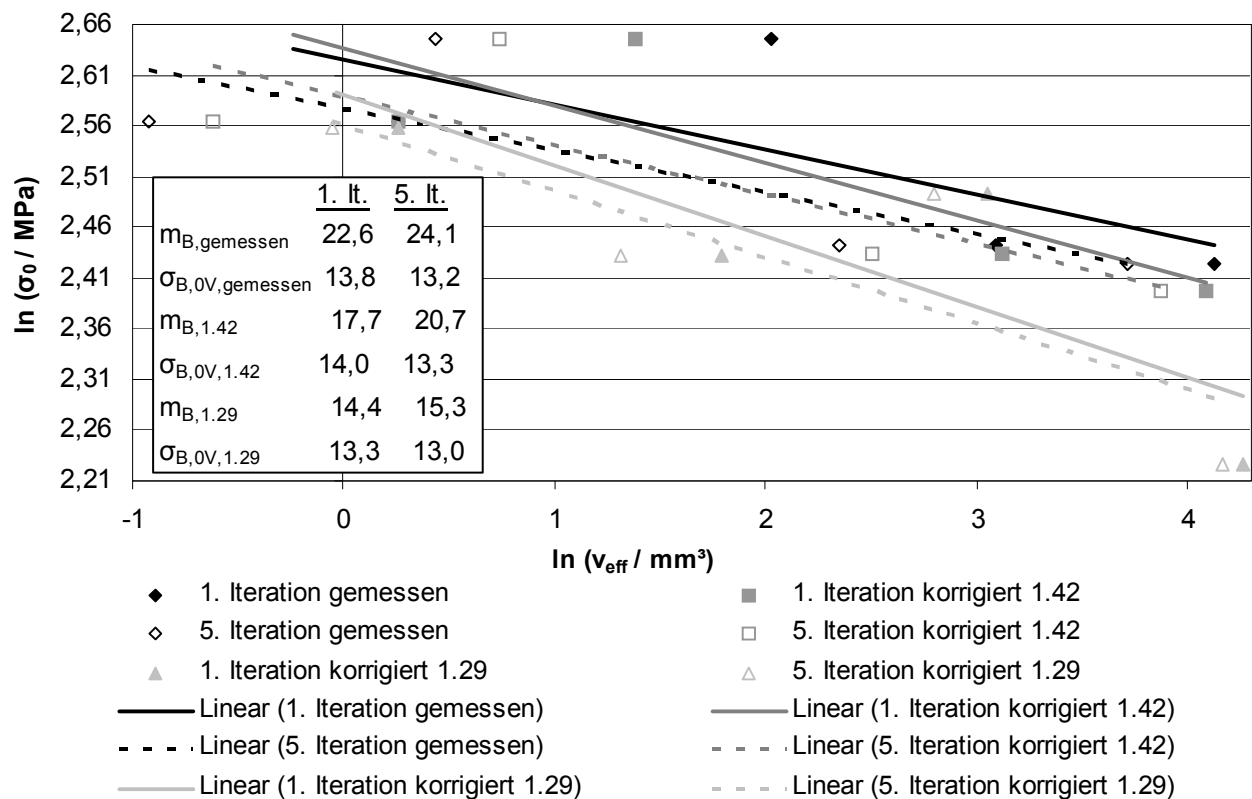 ln (σ₀ / MPa)
2,66
2,61
2,56
2,51
2,46
2,41
2,36
2,31
2,26
2,21
1. It. 5. It.
mB,gemessen 22,6 24,1
σB,0V,gemessen 13,8 13,2
mB,1.42 17,7 20,7
σB,0V,1.42 14,0 13,3
mB,1.29 14,4 15,3
σB,0V,1.29 13,3 13,0
-1 0 1 2 3 4
ln (veff / mm³)
1. Iteration gemessen 1. Iteration korrigiert 1.42
5. Iteration gemessen 5. Iteration korrigiert 1.42
1. Iteration korrigiert 1.29 5. Iteration korrigiert 1.29
Linear (1. Iteration gemessen) Linear (1. Iteration korrigiert 1.42)
Linear (5. Iteration gemessen) Linear (5. Iteration korrigiert 1.42)
Linear (1. Iteration korrigiert 1.29) Linear (5. Iteration korrigiert 1.29)